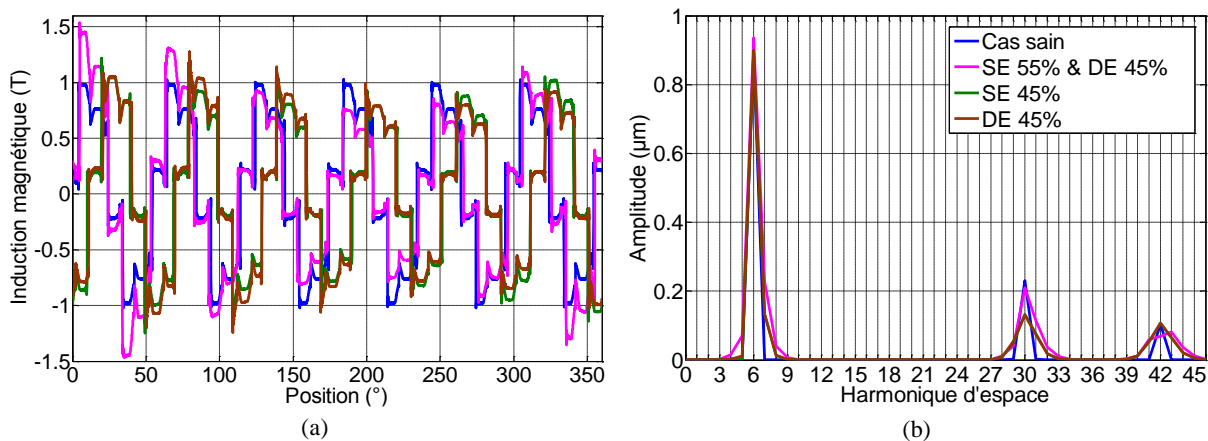 1.5
1
0.5
0
-0.5
-1
-1.5
Induction magnétique (T)
0 50 100 150 200 250 300 350
Position (°)
(a)
1
0.8
0.6
0.4
0.2
0
Amplitude (µm)
Cas sain
SE 55% & DE 45%
SE 45%
DE 45%
0 3 6 9 12 15 18 21 24 27 30 33 36 39 42 45
Harmonique d'espace
(b)